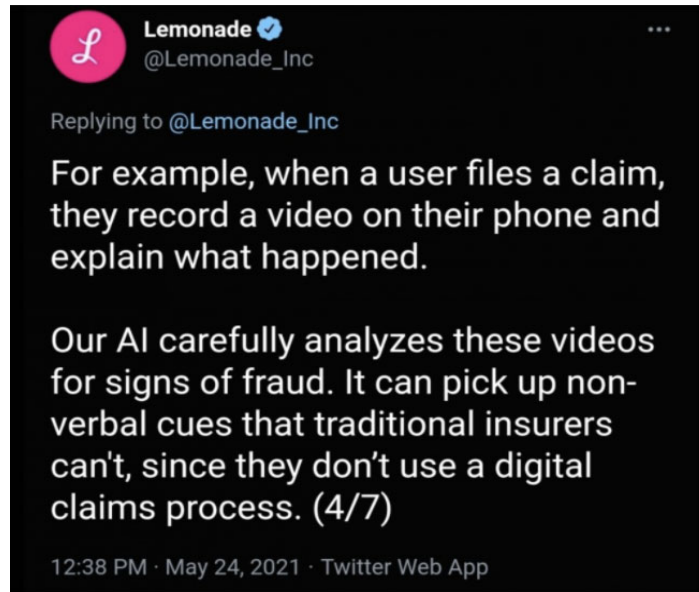 Lemonade
@Lemonade_Inc
Replying to @Lemonade_Inc
For example, when a user files a claim,
they record a video on their phone and
explain what happened.
Our AI carefully analyzes these videos
for signs of fraud. It can pick up non-
verbal cues that traditional insurers
can't, since they don’t use a digital
claims process. (4/7)
12:38 PM · May 24, 2021 · Twitter Web App